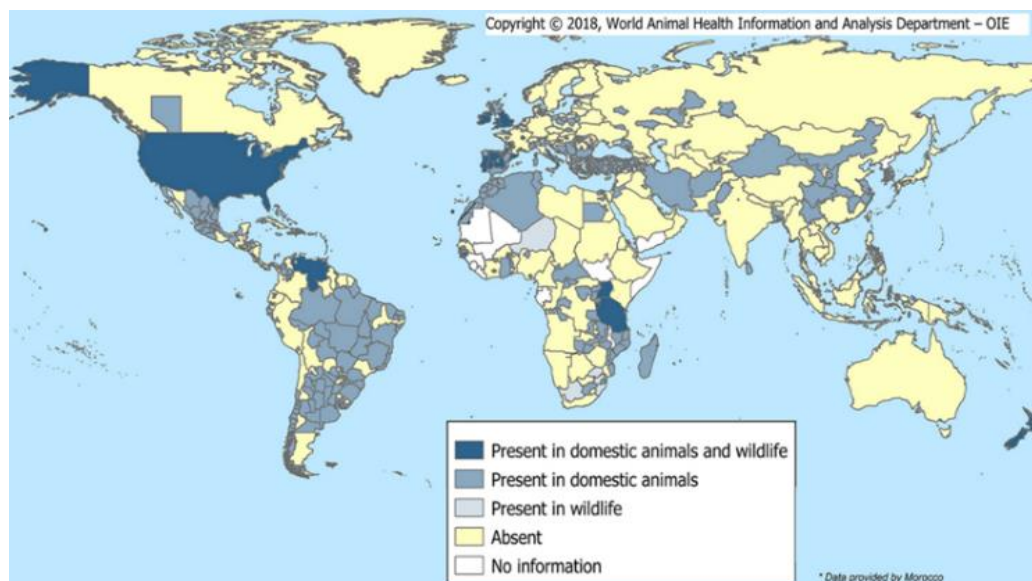 Copyright © 2018, World Animal Health Information and Analysis Department – OIE
Present in domestic animals and wildlife
Present in domestic animals
Present in wildlife
Absent
No information
* Data provided by Morocco